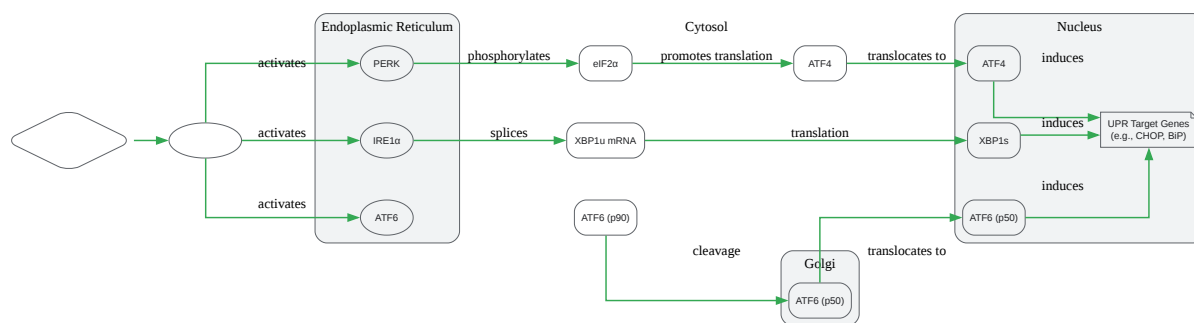 Endoplasmic Reticulum
Cytosol
Nucleus
activates
PERK
phosphorylates
eIF2α
promotes translation
ATF4
translocates to
ATF4
induces
activates
IRE1α
splices
XBP1u mRNA
translation
XBP1s
induces
UPR Target Genes
(e.g., CHOP, BiP)
activates
ATF6
ATF6 (p90)
ATF6 (p50)
induces
cleavage
translocates to
Golgi
ATF6 (p50)